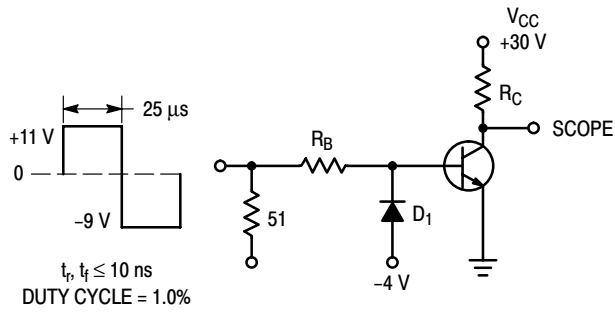 V_CC
+30 V
25 μs
R_C
+11 V
SCOPE
R_B
0
51
D_1
−9 V
−4 V
t_r, t_f ≤ 10 ns
DUTY CYCLE = 1.0%